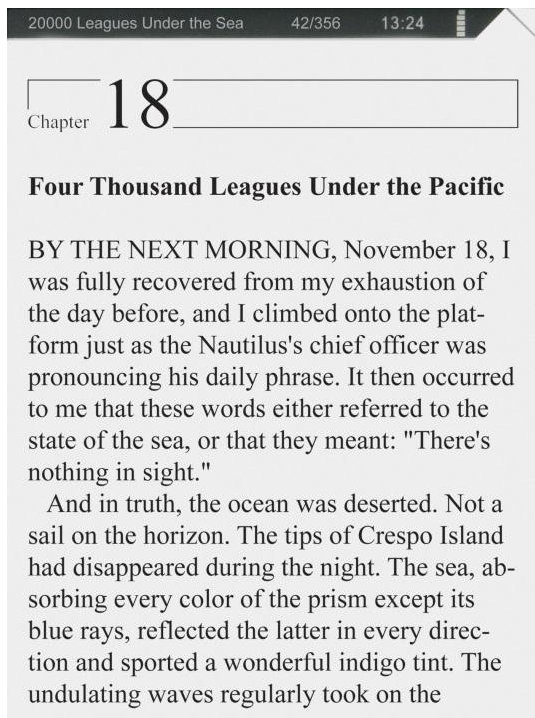 20000 Leagues Under the Sea 42/356 13:24
Chapter 18
Four Thousand Leagues Under the Pacific
BY THE NEXT MORNING, November 18, I
was fully recovered from my exhaustion of
the day before, and I climbed onto the plat-
form just as the Nautilus's chief officer was
pronouncing his daily phrase. It then occurred
to me that these words either referred to the
state of the sea, or that they meant: "There's
nothing in sight."
And in truth, the ocean was deserted. Not a
sail on the horizon. The tips of Crespo Island
had disappeared during the night. The sea, ab-
sorbing every color of the prism except its
blue rays, reflected the latter in every direc-
tion and sported a wonderful indigo tint. The
undulating waves regularly took on the